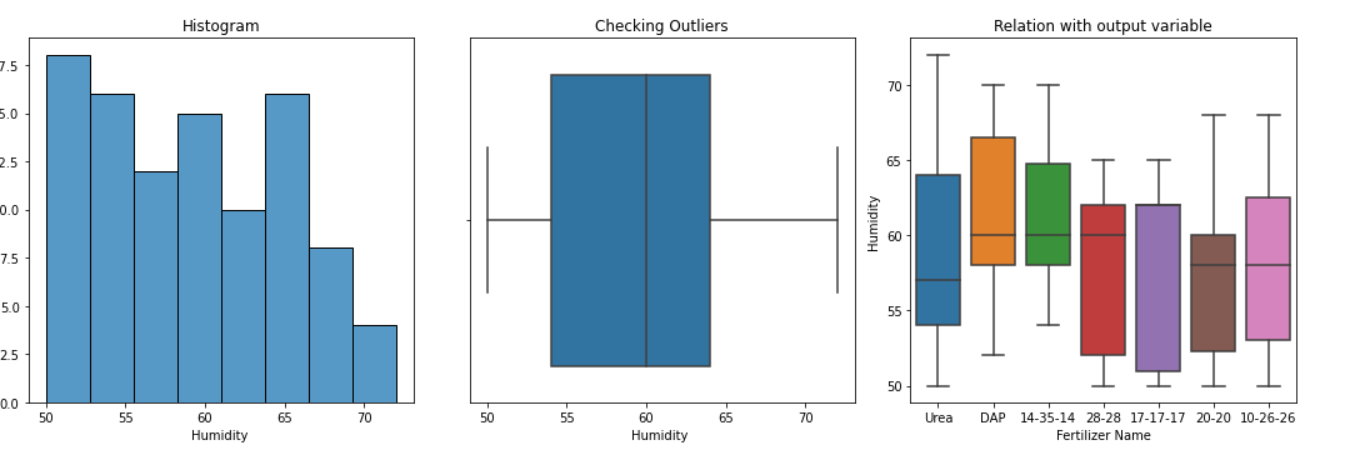 Histogram
7.5
5.0
2.5
0.0
7.5
5.0
2.5
0.0
50 55 60 65 70
Humidity
Checking Outliers
50 55 60 65 70
Humidity
Relation with output variable
Humidity
70
65
60
55
50
Urea DAP 14-35-14 28-28 17-17-17 20-20 10-26-26
Fertilizer Name